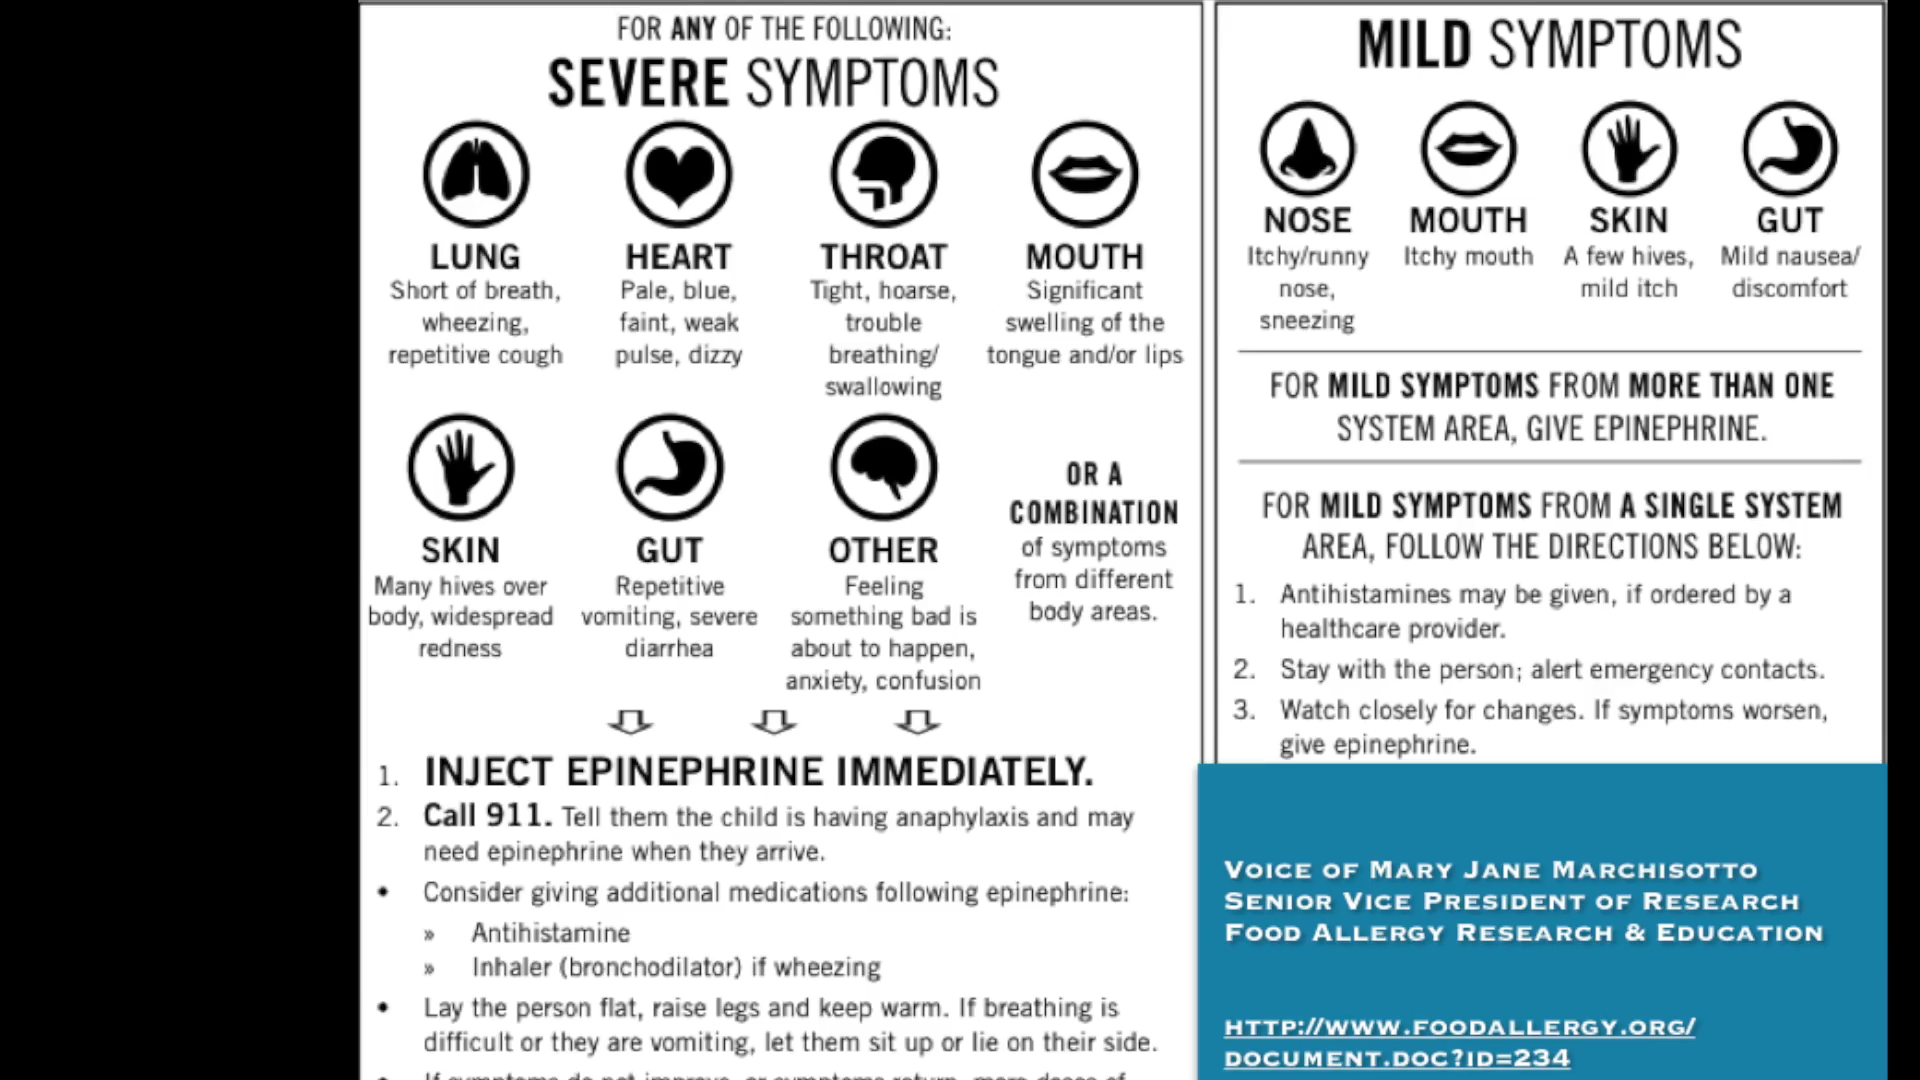 FOR ANY OF THE FOLLOWING:
SEVERE SYMPTOMS
LUNG
Short of breath,
wheezing,
repetitive cough
HEART
Pale, blue,
faint, weak
pulse, dizzy
THROAT
Tight, hoarse,
trouble
breathing/
swallowing
MOUTH
Significant
swelling of the
tongue and/or lips
SKIN
Many hives over
body, widespread
redness
GUT
Repetitive
vomiting, severe
diarrhea
OTHER
Feeling
something bad is
about to happen,
anxiety, confusion
OR A
COMBINATION
of symptoms
from different
body areas.
1. INJECT EPINEPHRINE IMMEDIATELY.
2. Call 911. Tell them the child is having anaphylaxis and may
need epinephrine when they arrive.
• Consider giving additional medications following epinephrine:
» Antihistamine
» Inhaler (bronchodilator) if wheezing
• Lay the person flat, raise legs and keep warm. If breathing is
difficult or they are vomiting, let them sit up or lie on their side.
• If symptoms do not improve, or symptoms return, more doses of
MILD SYMPTOMS
NOSE
Itchy/runny
nose,
sneezing
MOUTH
Itchy mouth
SKIN
A few hives,
mild itch
GUT
Mild nausea/
discomfort
FOR MILD SYMPTOMS FROM MORE THAN ONE
SYSTEM AREA, GIVE EPINEPHRINE.
FOR MILD SYMPTOMS FROM A SINGLE SYSTEM
AREA, FOLLOW THE DIRECTIONS BELOW:
1. Antihistamines may be given, if ordered by a
healthcare provider.
2. Stay with the person; alert emergency contacts.
3. Watch closely for changes. If symptoms worsen,
give epinephrine.
VOICE OF MARY JANE MARCHISOTTO
SENIOR VICE PRESIDENT OF RESEARCH
FOOD ALLERGY RESEARCH & EDUCATION
HTTP://WWW.FOODALLERGY.ORG/
DOCUMENT.DOC?ID=234